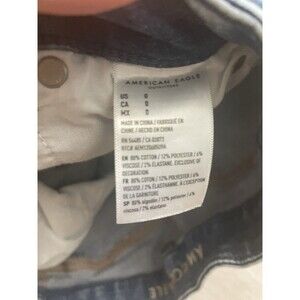 AMERICAN EAGLE
OUTFITTERS
US 0
CA 0
MX 0
MADE IN CHINA / FABRIQUÉ EN
CHINE / HECHO EN CHINA
EN: 80% COTTON / 12% POLYESTER / 6%
VISCOSE / 2% ELASTANE. EXCLUSIVE OF
DECORATION
FR: 80% COTON / 12% POLYESTER / 6%
VISCOSE / 2% ÉLASTHANNE. À L'EXCEPTION
DE LA GARNITURE
SP: 80% algodón / 12% poliéster / 6%
viscosa / 2% elastano